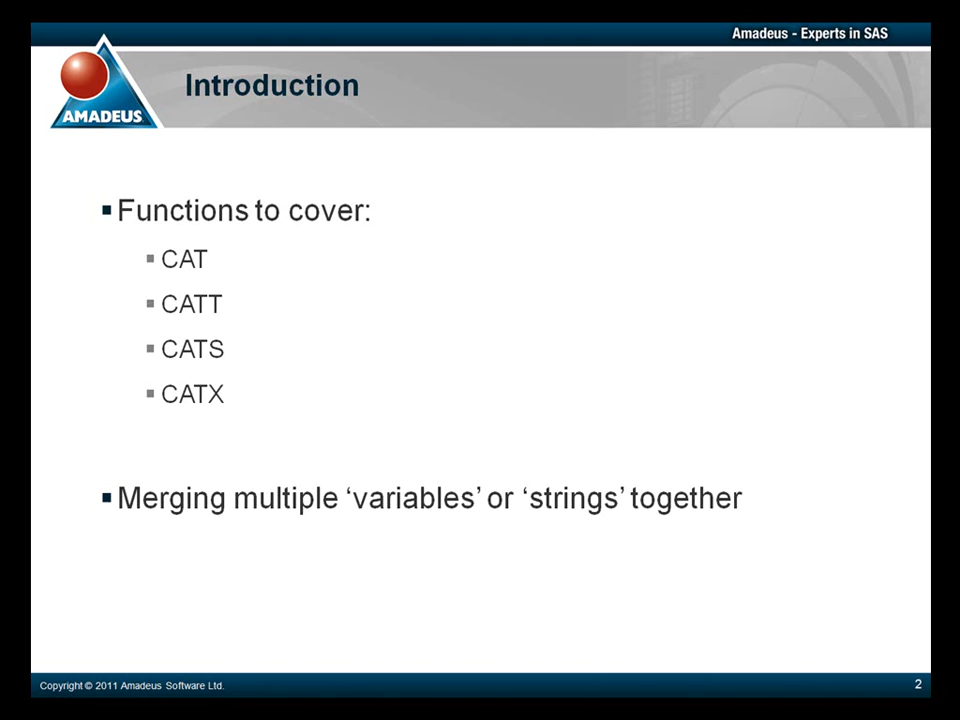 Amadeus - Experts in SAS
AMADEUS
Introduction
Functions to cover:
CAT
CATT
CATS
CATX
Merging multiple ‘variables’ or ‘strings’ together
Copyright © 2011 Amadeus Software Ltd.
2